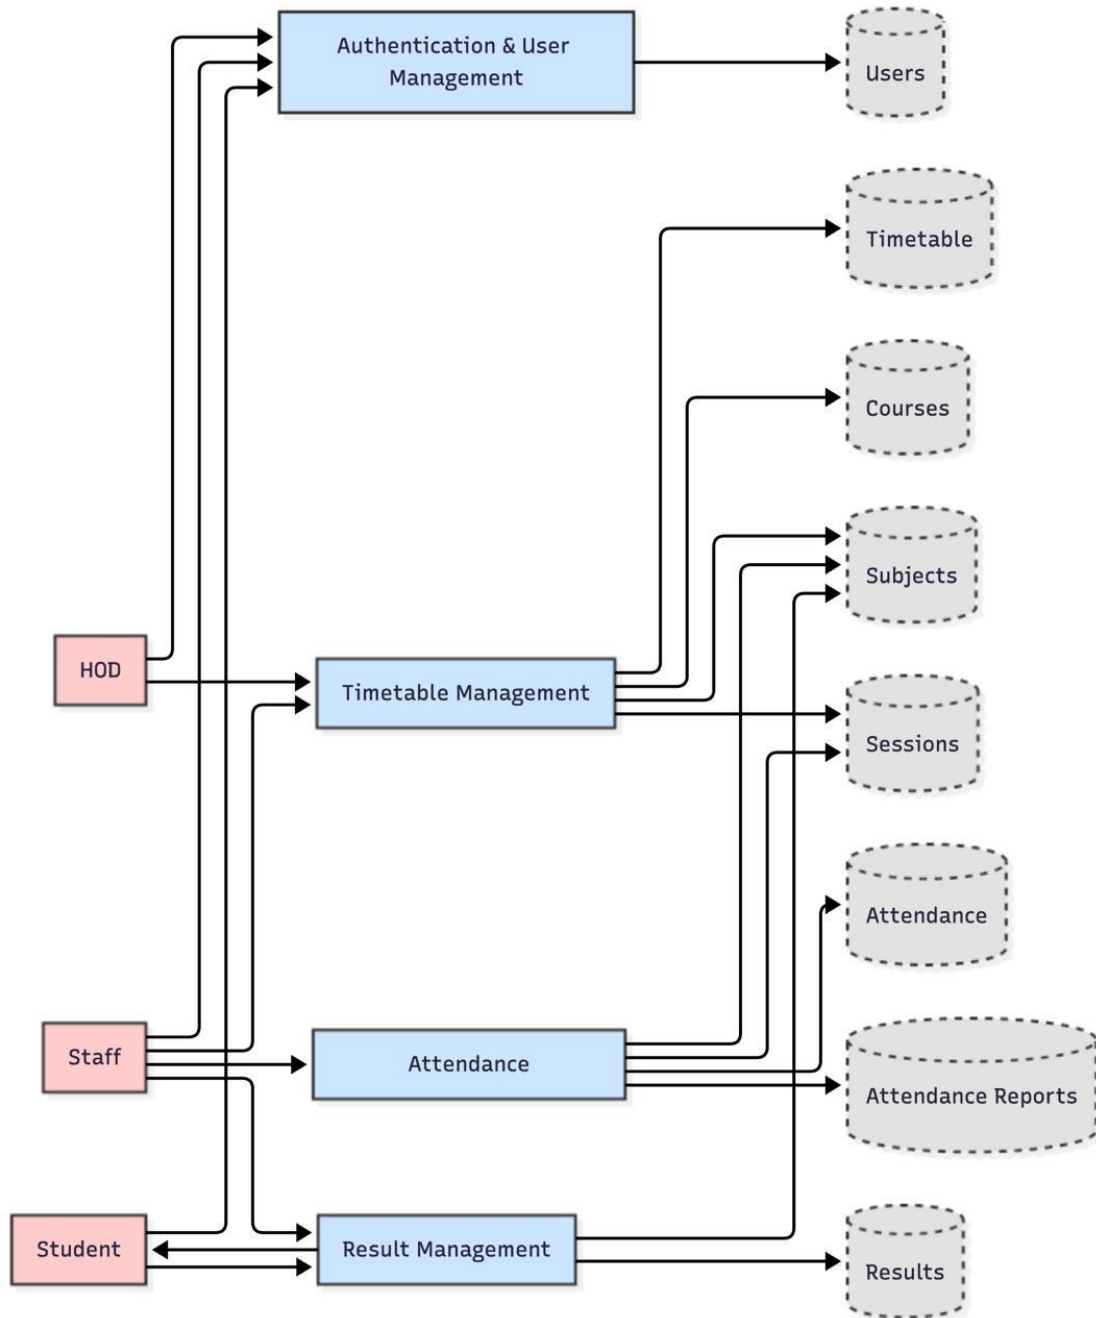 Authentication & User
Management
Users
Timetable
Courses
Subjects
HOD
Timetable Management
Sessions
Attendance
Staff
Attendance
Attendance Reports
Student
Result Management
Results